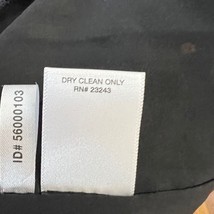 DRY CLEAN ONLY
RN# 23243
ID# 56000103